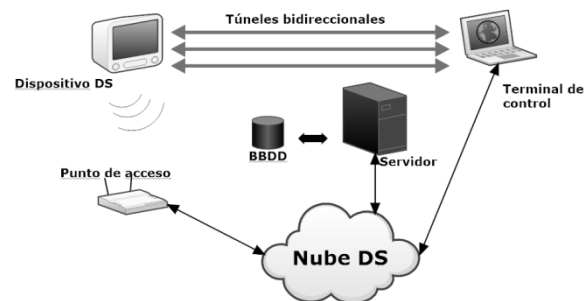 Túneles bidireccionales
Dispositivo DS
Terminal de
control
BBDD
Servidor
Punto de acceso
Nube DS